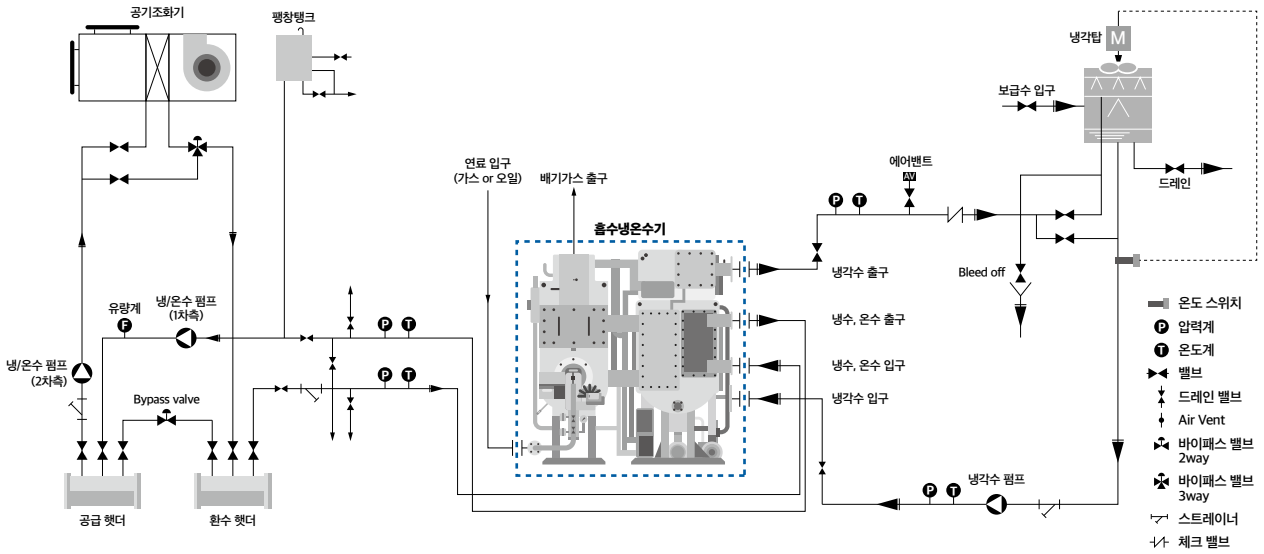 공기조화기
팽창탱크
냉각탑
M
보급수 입구
연료 입구
(가스 or 오일)
배기가스 출구
에어밴트
AV
드레인
P
T
흡수냉온수기
냉각수 출구
Bleed off
냉수, 온수 출구
냉수, 온수 입구
냉각수 입구
유량계
F
냉/온수 펌프
(1차측)
P
T
냉/온수 펌프
(2차측)
P
T
Bypass valve
공급 헷더
환수 헷더
P
T
냉각수 펌프
온도 스위치
P
압력계
T
온도계
밸브
드레인 밸브
Air Vent
바이패스 밸브
2way
바이패스 밸브
3way
스트레이너
체크 밸브